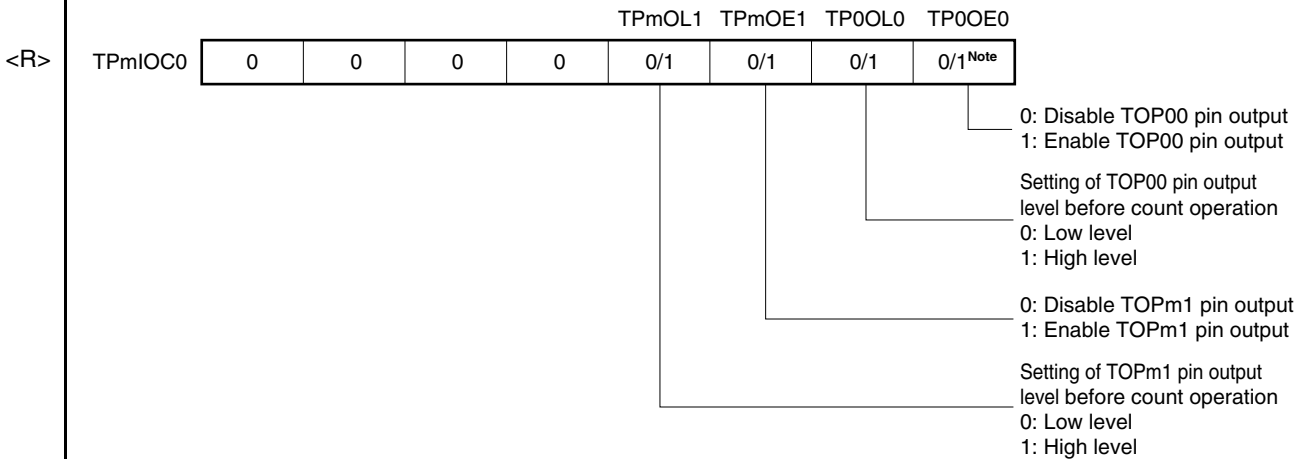 TPmOL1 TPmOE1 TP0OL0 TP0OE0
<R> TPmIOC0 0 0 0 0 0/1 0/1 0/1 0/1Note
0: Disable TOP00 pin output
1: Enable TOP00 pin output
Setting of TOP00 pin output
level before count operation
0: Low level
1: High level
0: Disable TOPm1 pin output
1: Enable TOPm1 pin output
Setting of TOPm1 pin output
level before count operation
0: Low level
1: High level